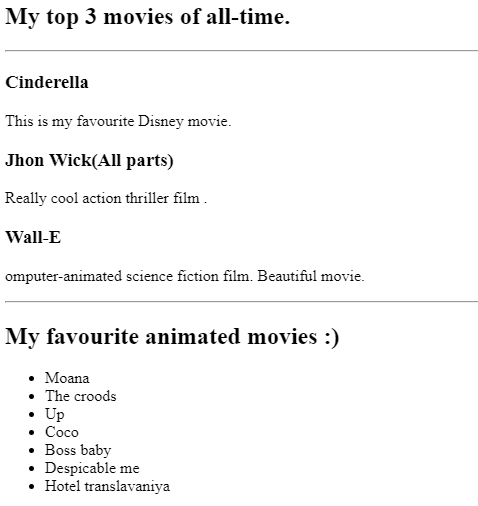 My top 3 movies of all-time.
Cinderella
This is my favourite Disney movie.
Jhon Wick(All parts)
Really cool action thriller film .
Wall-E
omputer-animated science fiction film. Beautiful movie.
My favourite animated movies :)
Moana
The croods
Up
Coco
Boss baby
Despicable me
Hotel translavaniya